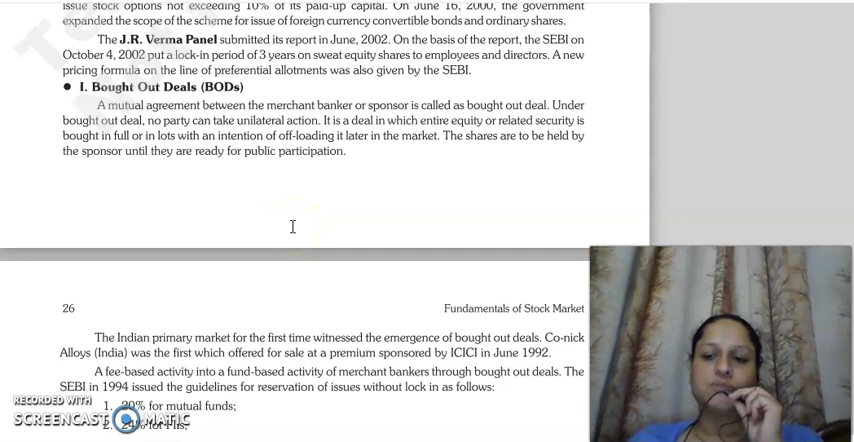 issue stock options not exceeding 10% of its paid-up capital. On June 16, 2000, the government
expanded the scope of the scheme for issue of foreign currency convertible bonds and ordinary shares.
The J.R. Verma Panel submitted its report in June, 2002. On the basis of the report, the SEBI on
October 4, 2002 put a lock-in period of 3 years on sweat equity shares to employees and directors. A new
pricing formula on the line of preferential allotments was also given by the SEBI.
● I. Bought Out Deals (BODs)
A mutual agreement between the merchant banker or sponsor is called as bought out deal. Under
bought out deal, no party can take unilateral action. It is a deal in which entire equity or related security is
bought in full or in lots with an intention of off-loading it later in the market. The shares are to be held by
the sponsor until they are ready for public participation.
26 Fundamentals of Stock Market
The Indian primary market for the first time witnessed the emergence of bought out deals. Co-nick
Alloys (India) was the first which offered for sale at a premium sponsored by ICICI in June 1992.
A fee-based activity into a fund-based activity of merchant bankers through bought out deals. The
SEBI in 1994 issued the guidelines for reservation of issues without lock in as follows:
1. 20% for mutual funds;
2. 24% for FIIs;
RECORDED WITH
SCREENCAST MATIC